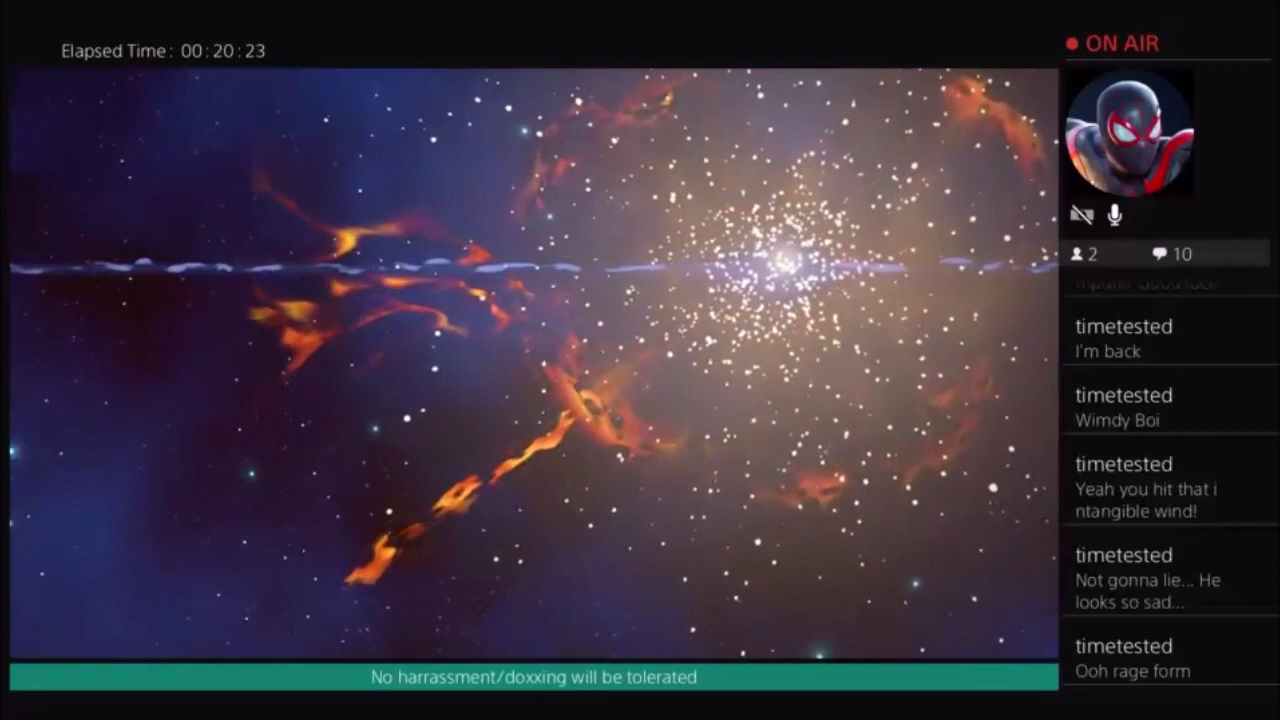 Elapsed Time: 00:20:23
ON AIR
2
10
timetested
I'm back
timetested
Wimdy Boi
timetested
Yeah you hit that i
ntangible wind!
timetested
Not gonna lie... He
looks so sad...
timetested
Ooh rage form
No harrassment/doxxing will be tolerated